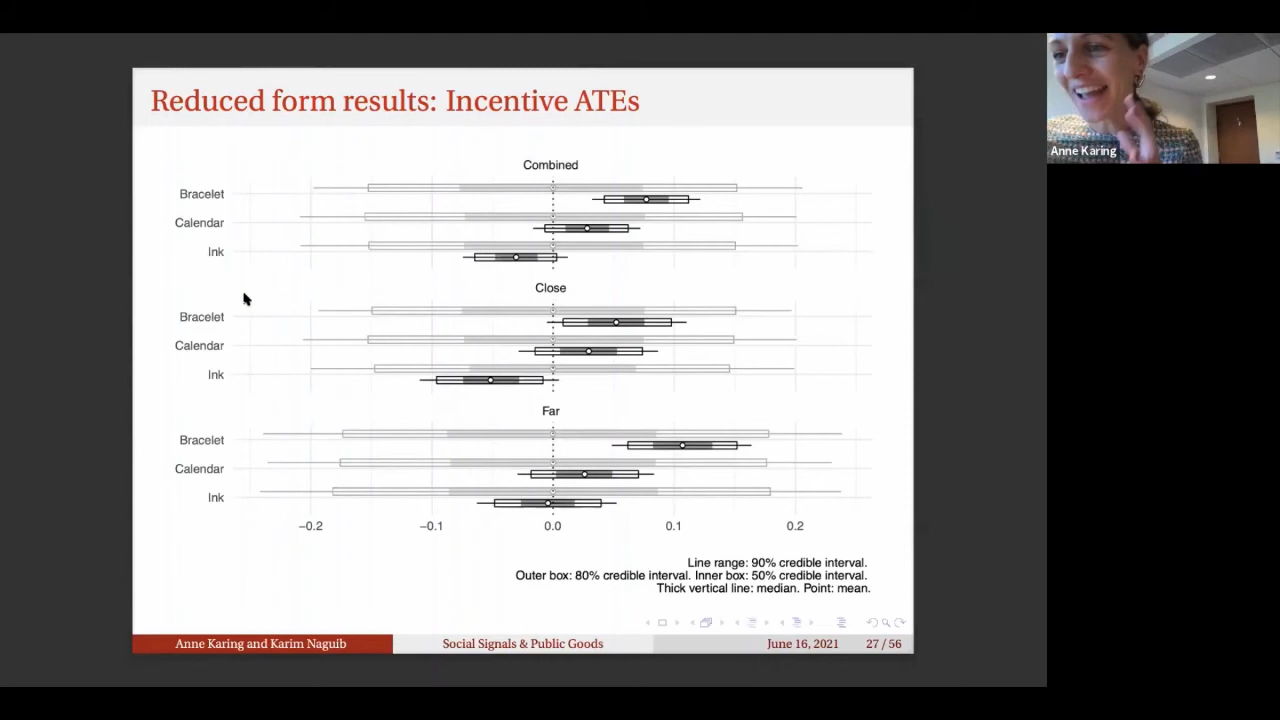 Reduced form results: Incentive ATEs
Combined
Bracelet
Calendar
Ink
Close
Bracelet
Calendar
Ink
Far
Bracelet
Calendar
Ink
−0.2 −0.1 0.0 0.1 0.2
Line range: 90% credible interval.
Outer box: 80% credible interval. Inner box: 50% credible interval.
Thick vertical line: median. Point: mean.
Anne Karing and Karim Naguib Social Signals & Public Goods June 16, 2021 27 / 56
Anne Karing